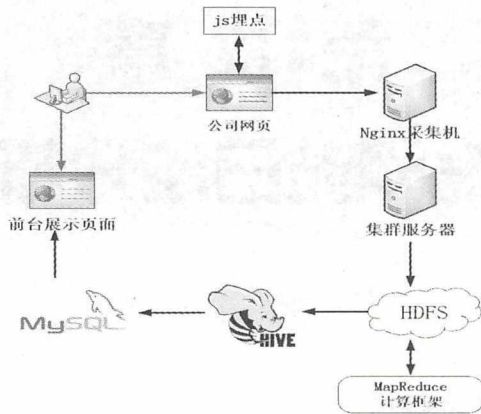 js埋点
公司网页
Nginx采集机
前台展示页面
集群服务器
MySQL
HIVE
HDFS
MapReduce
计算框架